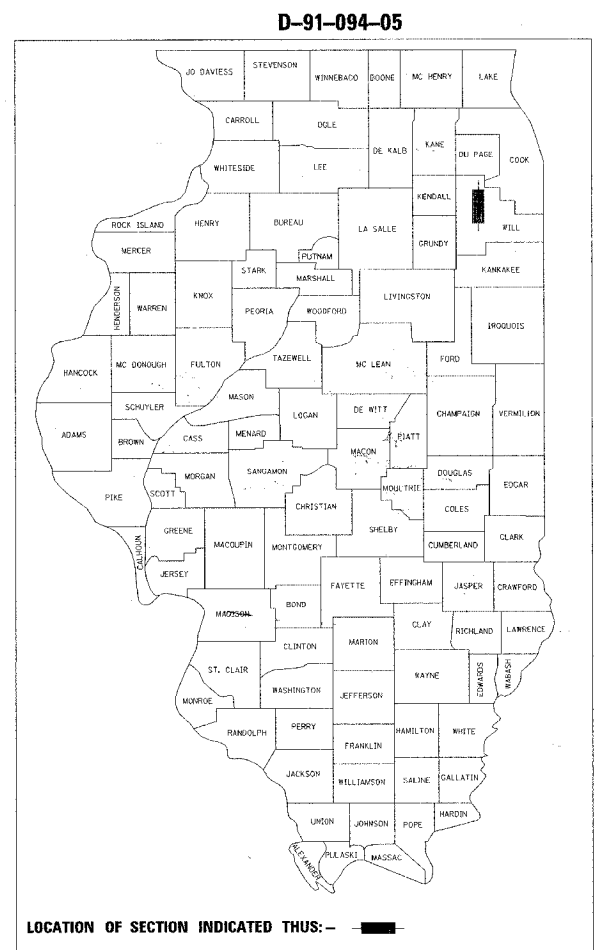 D-91-094-05
JO DAVIESS
STEVENSON
WINNEBAGO
BOONE
MC HENRY
LAKE
CARROLL
OGLE
DE KALB
KANE
DU PAGE
COOK
WHITESIDE
LEE
KENDALL
ROCK ISLAND
HENRY
BUREAU
LA SALLE
WILL
GRUNDY
MERCER
PUTNAM
STARK
MARSHALL
KANKAKEE
HENDERSON
WARREN
KNOX
PEORIA
WOODFORD
LIVINGSTON
IROQUOIS
HANCOCK
MC DONOUGH
FULTON
TAZEWELL
MC LEAN
FORD
MASON
SCHUYLER
LOGAN
DE WITT
CHAMPAIGN
VERMILION
ADAMS
BROWN
CASS
MENARD
PIATT
MACON
MORGAN
SANGAMON
DOUGLAS
EDGAR
PIKE
SCOTT
MOULTRIE
CHRISTIAN
COLES
GREENE
MACOUPIN
SHELBY
CALHOUN
MONTGOMERY
CUMBERLAND
CLARK
JERSEY
FAYETTE
EFFINGHAM
JASPER
CRAWFORD
BOND
MADISON
CLAY
RICHLAND
LAWRENCE
MARION
CLINTON
ST. CLAIR
WAYNE
EDWARDS
WABASH
WASHINGTON
JEFFERSON
MONROE
RANDOLPH
PERRY
HAMILTON
WHITE
FRANKLIN
JACKSON
WILLIAMSON
SALINE
GALLATIN
UNION
JOHNSON
POPE
HARDIN
ALEXANDER
PULASKI
MASSAC
LOCATION OF SECTION INDICATED THUS:-